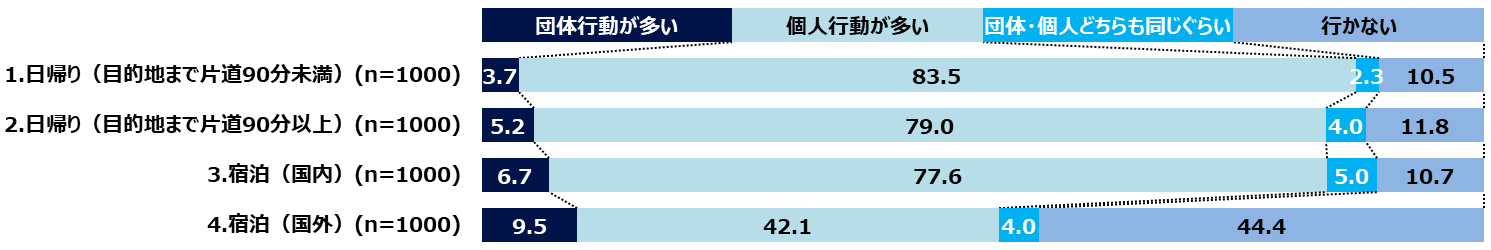 団体行動が多い 個人行動が多い 団体・個人どちらも同じぐらい 行かない
1.日帰り（目的地まで片道90分未満）(n=1000) 3.7 83.5 2.3 10.5
2.日帰り（目的地まで片道90分以上）(n=1000) 5.2 79.0 4.0 11.8
3.宿泊（国内）(n=1000) 6.7 77.6 5.0 10.7
4.宿泊（国外）(n=1000) 9.5 42.1 4.0 44.4